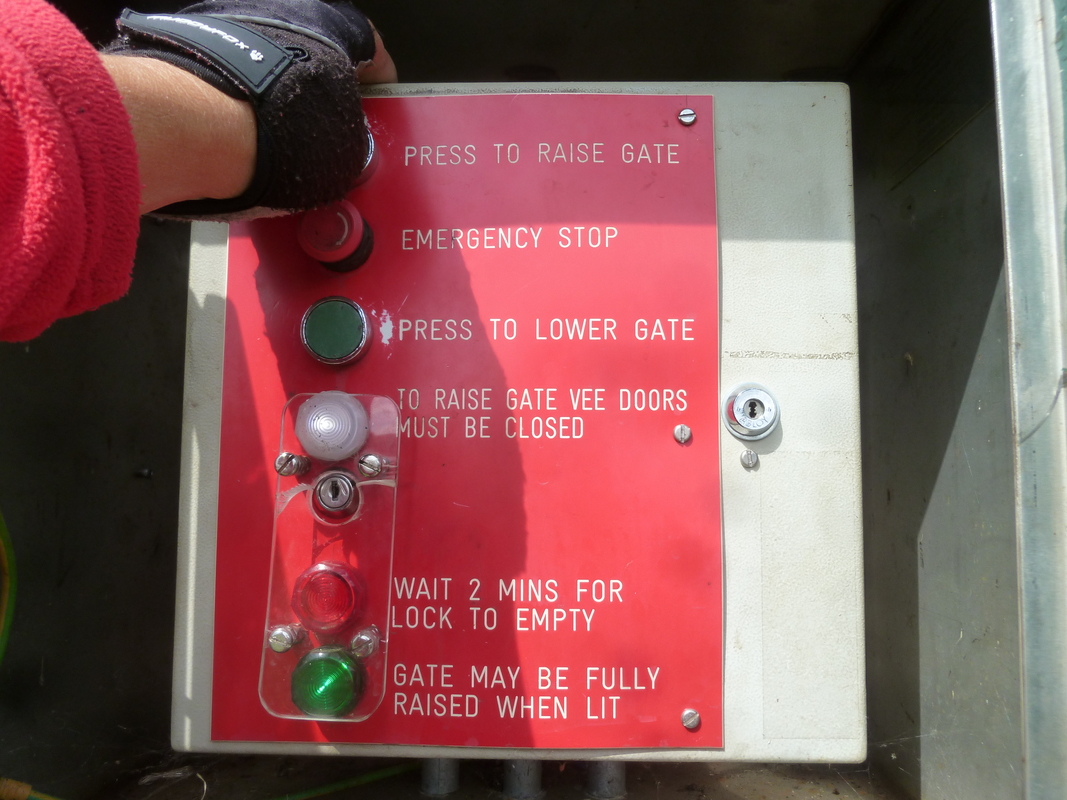 PRESS TO RAISE GATE
EMERGENCY STOP
PRESS TO LOWER GATE
TO RAISE GATE VEE DOORS
MUST BE CLOSED
WAIT 2 MINS FOR
LOCK TO EMPTY
GATE MAY BE FULLY
RAISED WHEN LIT